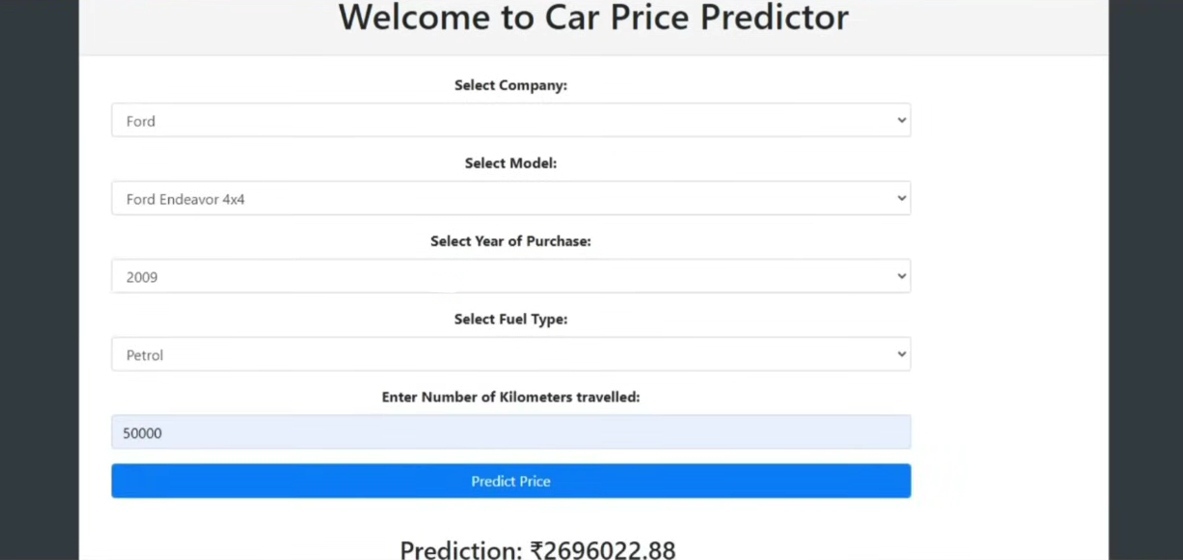 Welcome to Car Price Predictor
Select Company:
Ford
Select Model:
Ford Endeavor 4x4
Select Year of Purchase:
2009
Select Fuel Type:
Petrol
Enter Number of Kilometers travelled:
50000
Predict Price
Prediction: ₹2696022.88